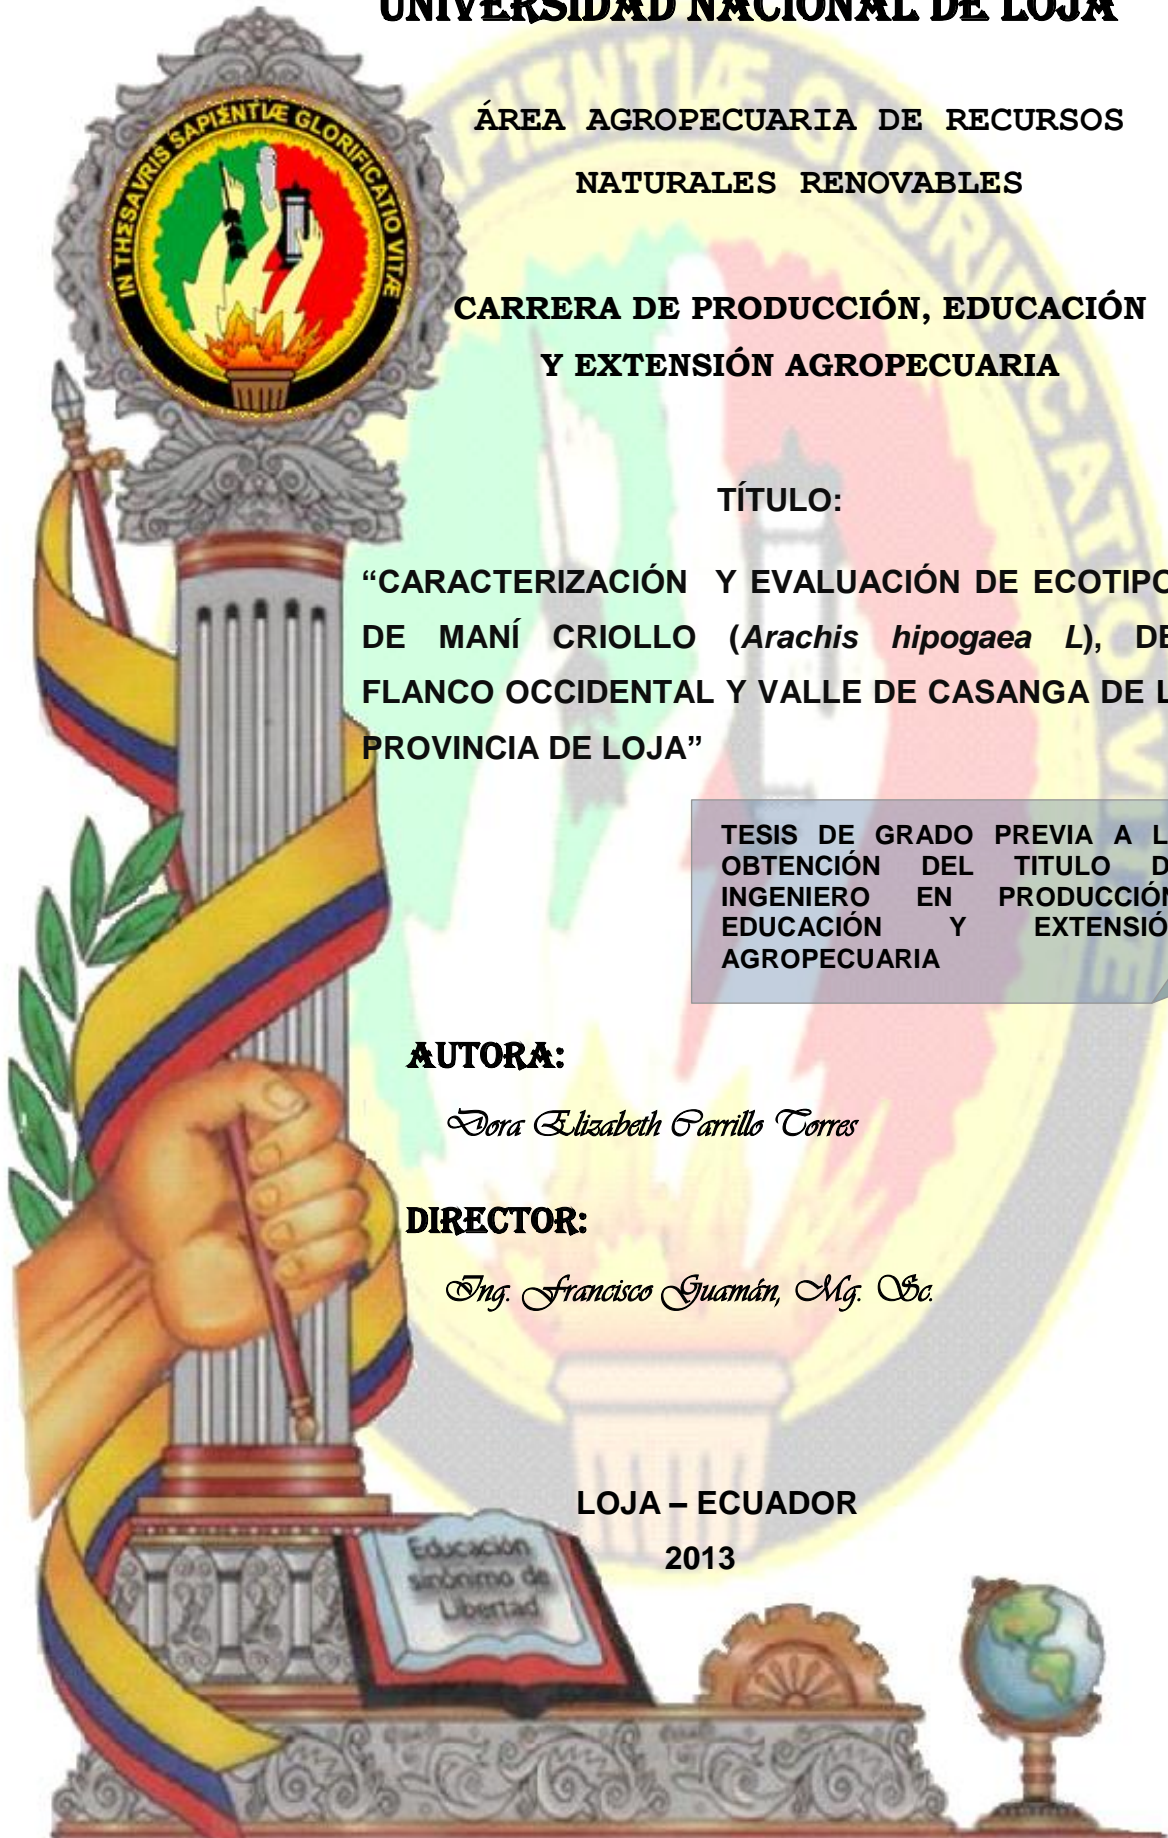 UNIVERSIDAD NACIONAL DE LOJA
IN THESAVRIS SAPIENTIÆ GLORIFICATIO VITÆ
ÁREA AGROPECUARIA DE RECURSOS
NATURALES RENOVABLES
CARRERA DE PRODUCCIÓN, EDUCACIÓN
Y EXTENSIÓN AGROPECUARIA
TÍTULO:
“CARACTERIZACIÓN Y EVALUACIÓN DE ECOTIPO
DE MANÍ CRIOLLO (Arachis hipogaea L), DE
FLANCO OCCIDENTAL Y VALLE DE CASANGA DE L
PROVINCIA DE LOJA”
TESIS DE GRADO PREVIA A L
OBTENCIÓN DEL TITULO D
INGENIERO EN PRODUCCIÓN
EDUCACIÓN Y EXTENSIÓ
AGROPECUARIA
AUTORA:
Dora Elizabeth Carrillo Torres
DIRECTOR:
Ing. Francisco Guamán, Mg. Sc.
LOJA – ECUADOR
2013
Educación
sinónimo de
Libertad